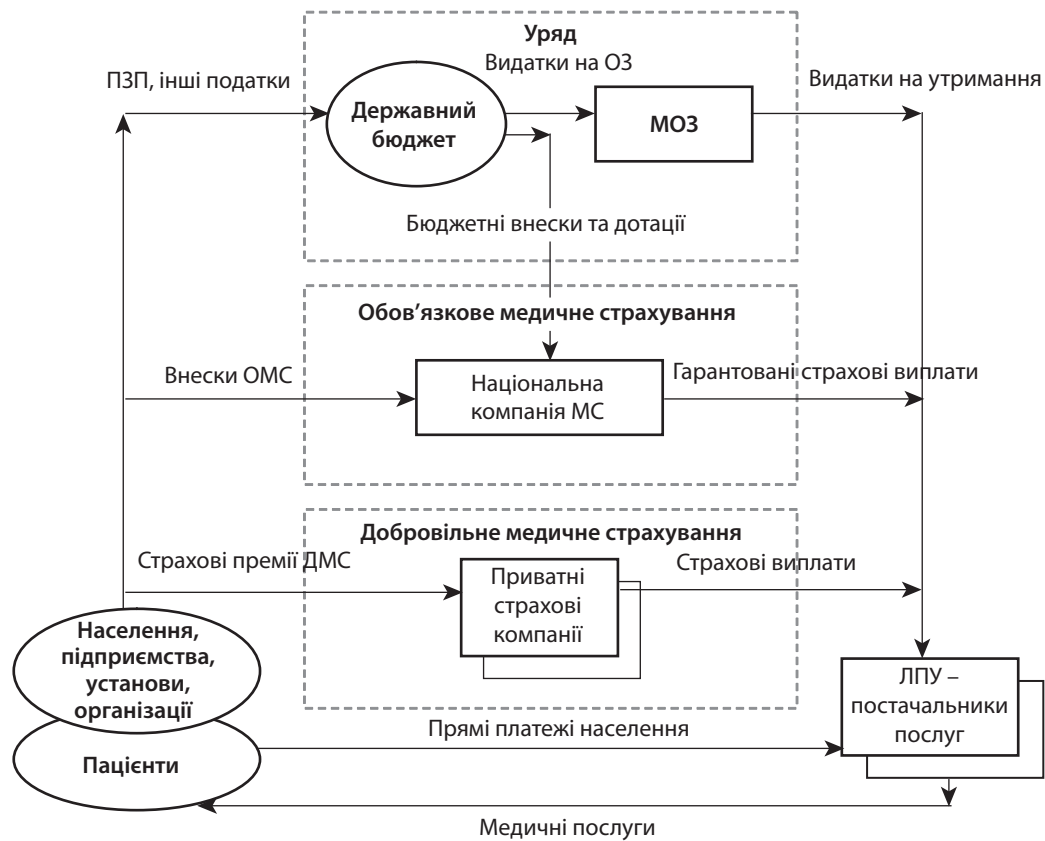 Уряд
Видатки на ОЗ
ПЗП, інші податки
Видатки на утримання
Державний
бюджет
МОЗ
Бюджетні внески та дотації
Обов’язкове медичне страхування
Внески ОМС
Національна
компанія МС
Гарантовані страхові виплати
Добровільне медичне страхування
Страхові премії ДМС
Приватні
страхові
компанії
Страхові виплати
Населення,
підприємства,
установи,
організації
ЛПУ –
постачальники
послуг
Прямі платежі населення
Пацієнти
Медичні послуги